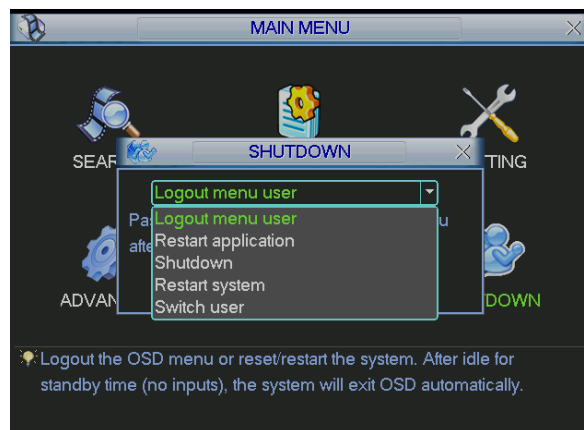 MAIN MENU
SEAR
TING
SHUTDOWN
Logout menu user
Pa
u
Logout menu user
afte
Restart application
Shutdown
Restart system
Switch user
ADVAN
DOWN
Logout the OSD menu or reset/restart the system. After idle for
standby time (no inputs), the system will exit OSD automatically.